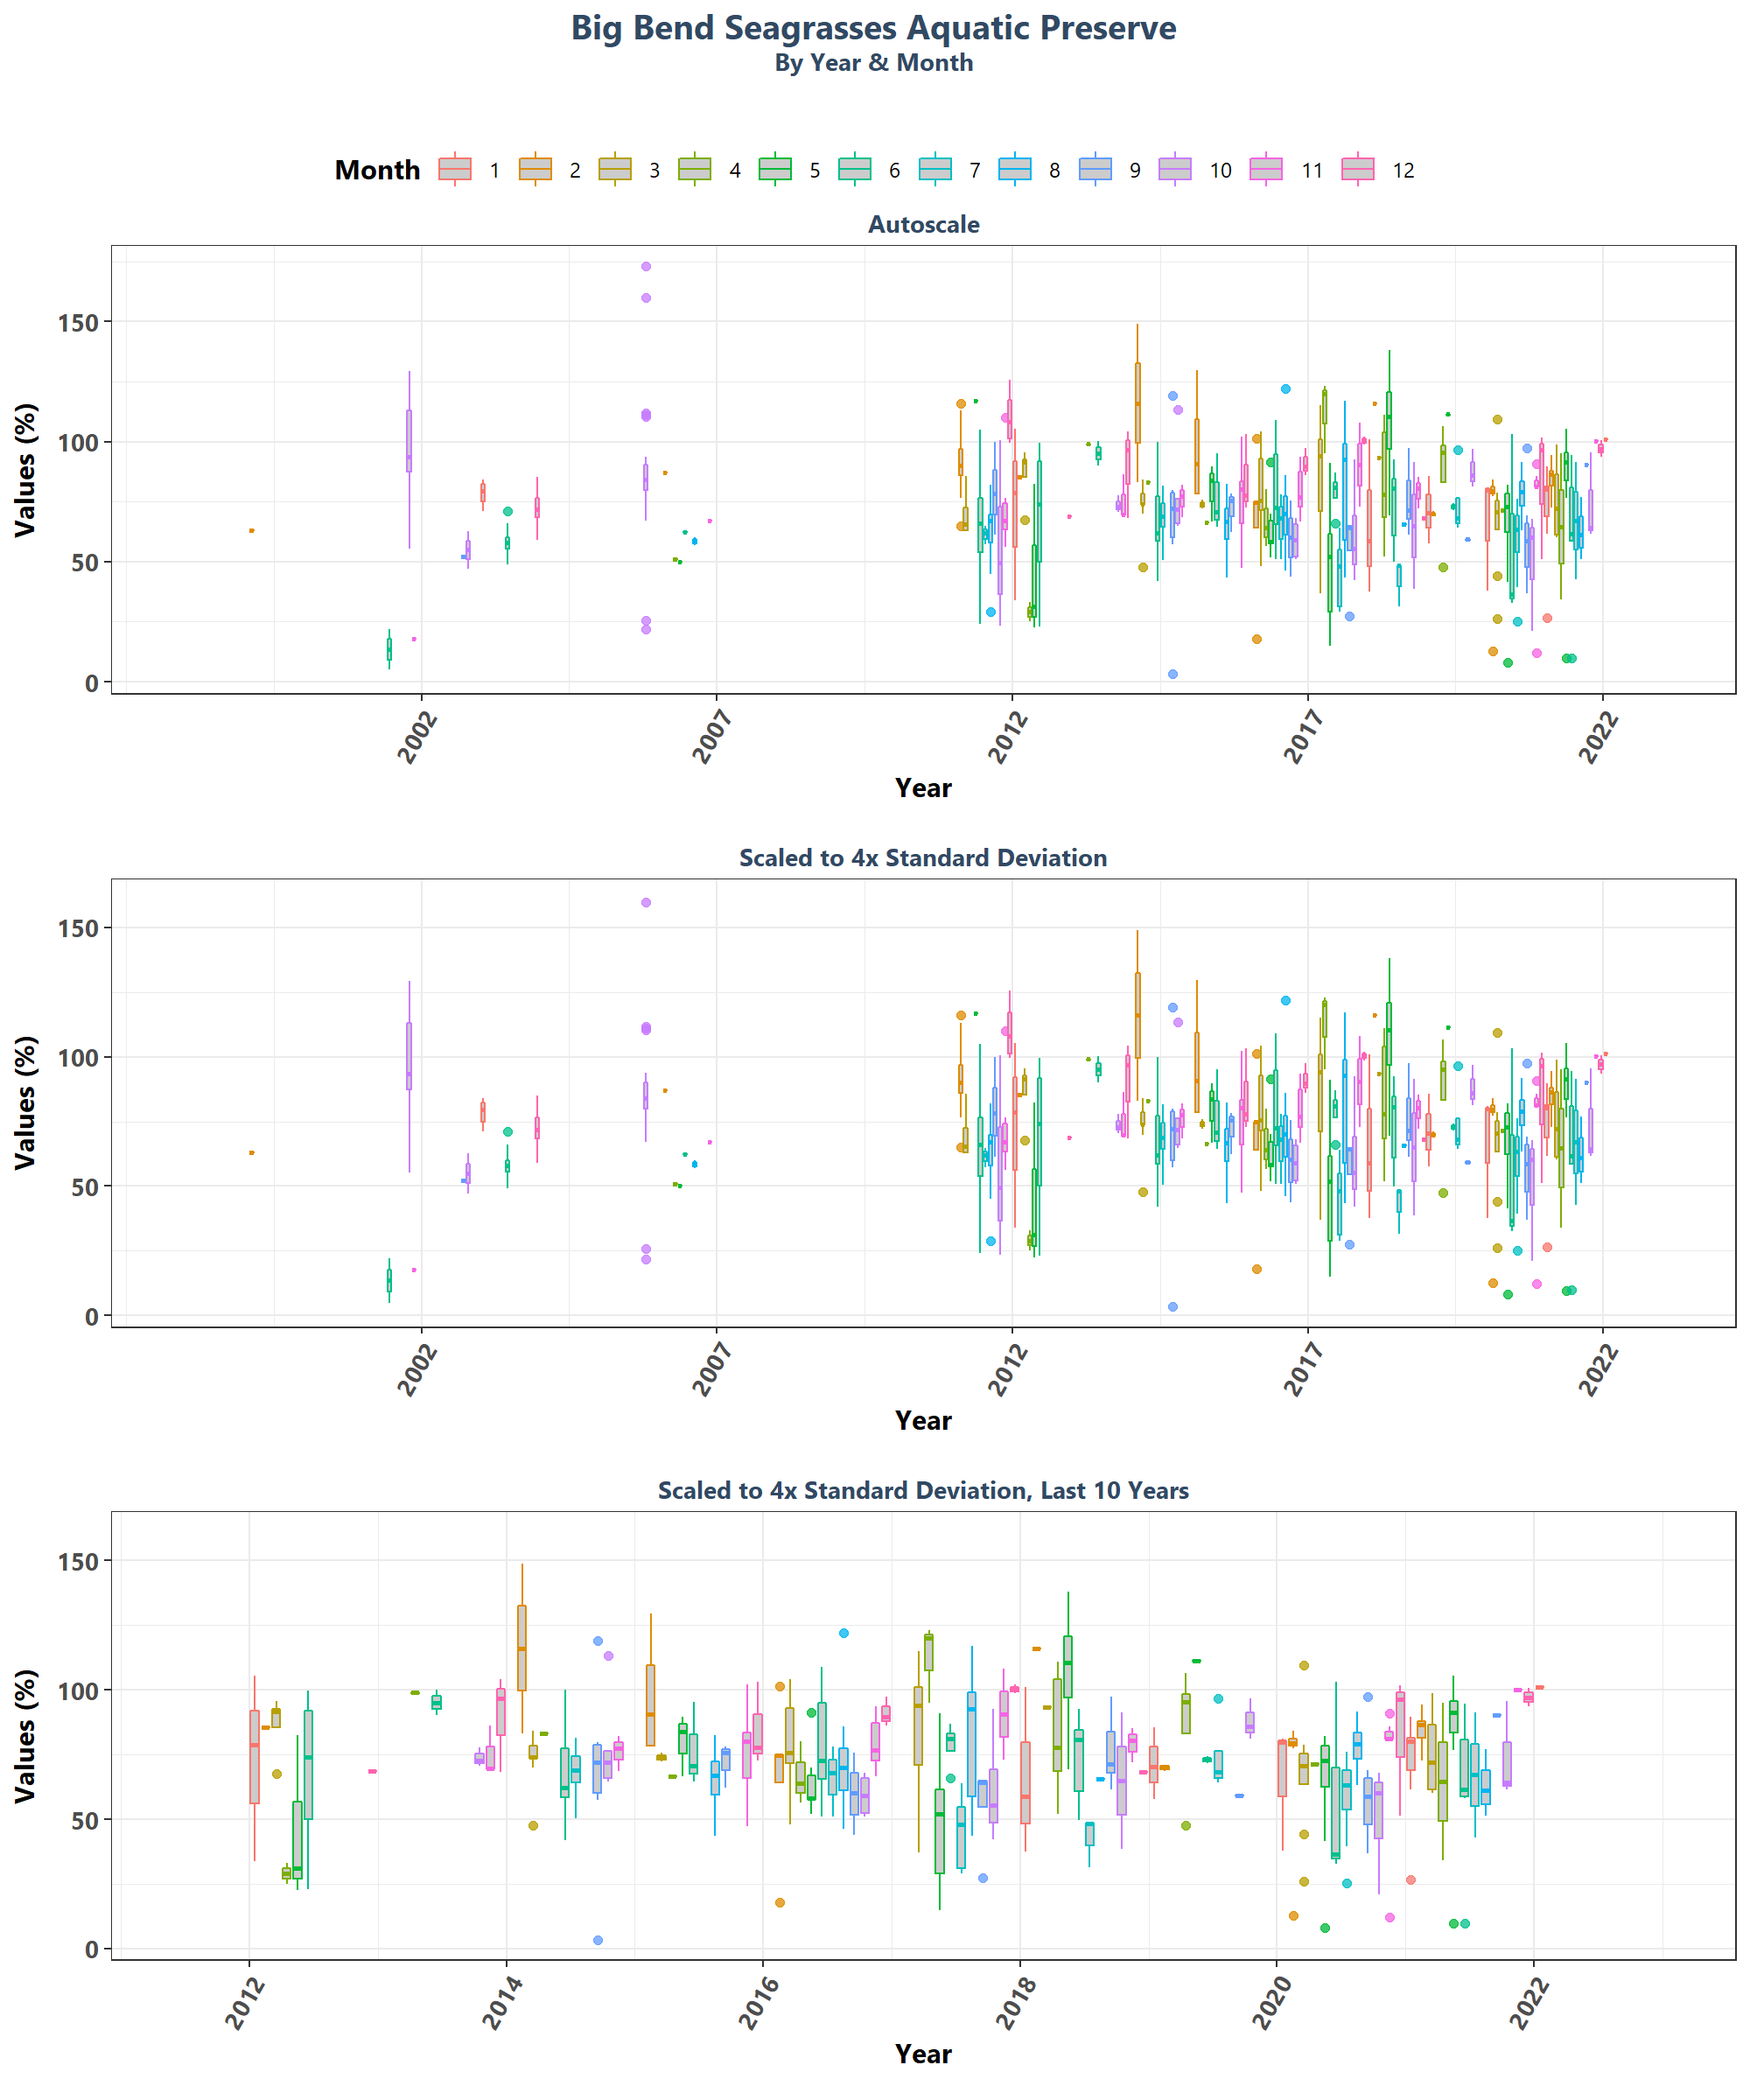 Big Bend Seagrasses Aquatic Preserve
By Year & Month
Month 1 2 3 4 5 6 7 8 9 10 11 12
Autoscale
Values (%)
150
100
50
0
2002 2007 2012 2017 2022
Year
Scaled to 4x Standard Deviation
Values (%)
150
100
50
0
2002 2007 2012 2017 2022
Year
Scaled to 4x Standard Deviation, Last 10 Years
Values (%)
150
100
50
0
2012 2014 2016 2018 2020 2022
Year